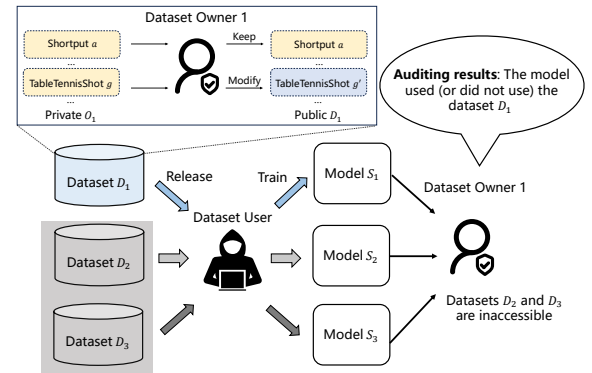 Dataset Owner 1
Shortput a
Keep
Shortput a
...
...
TableTennisShot g
Modify
TableTennisShot g′
...
...
Private O₁
Public D₁
Auditing results: The model
used (or did not use) the
dataset D₁
Dataset D₁
Release
Train
Model S₁
Dataset Owner 1
Dataset User
Dataset D₂
Model S₂
Dataset D₃
Model S₃
Datasets D₂ and D₃
are inaccessible